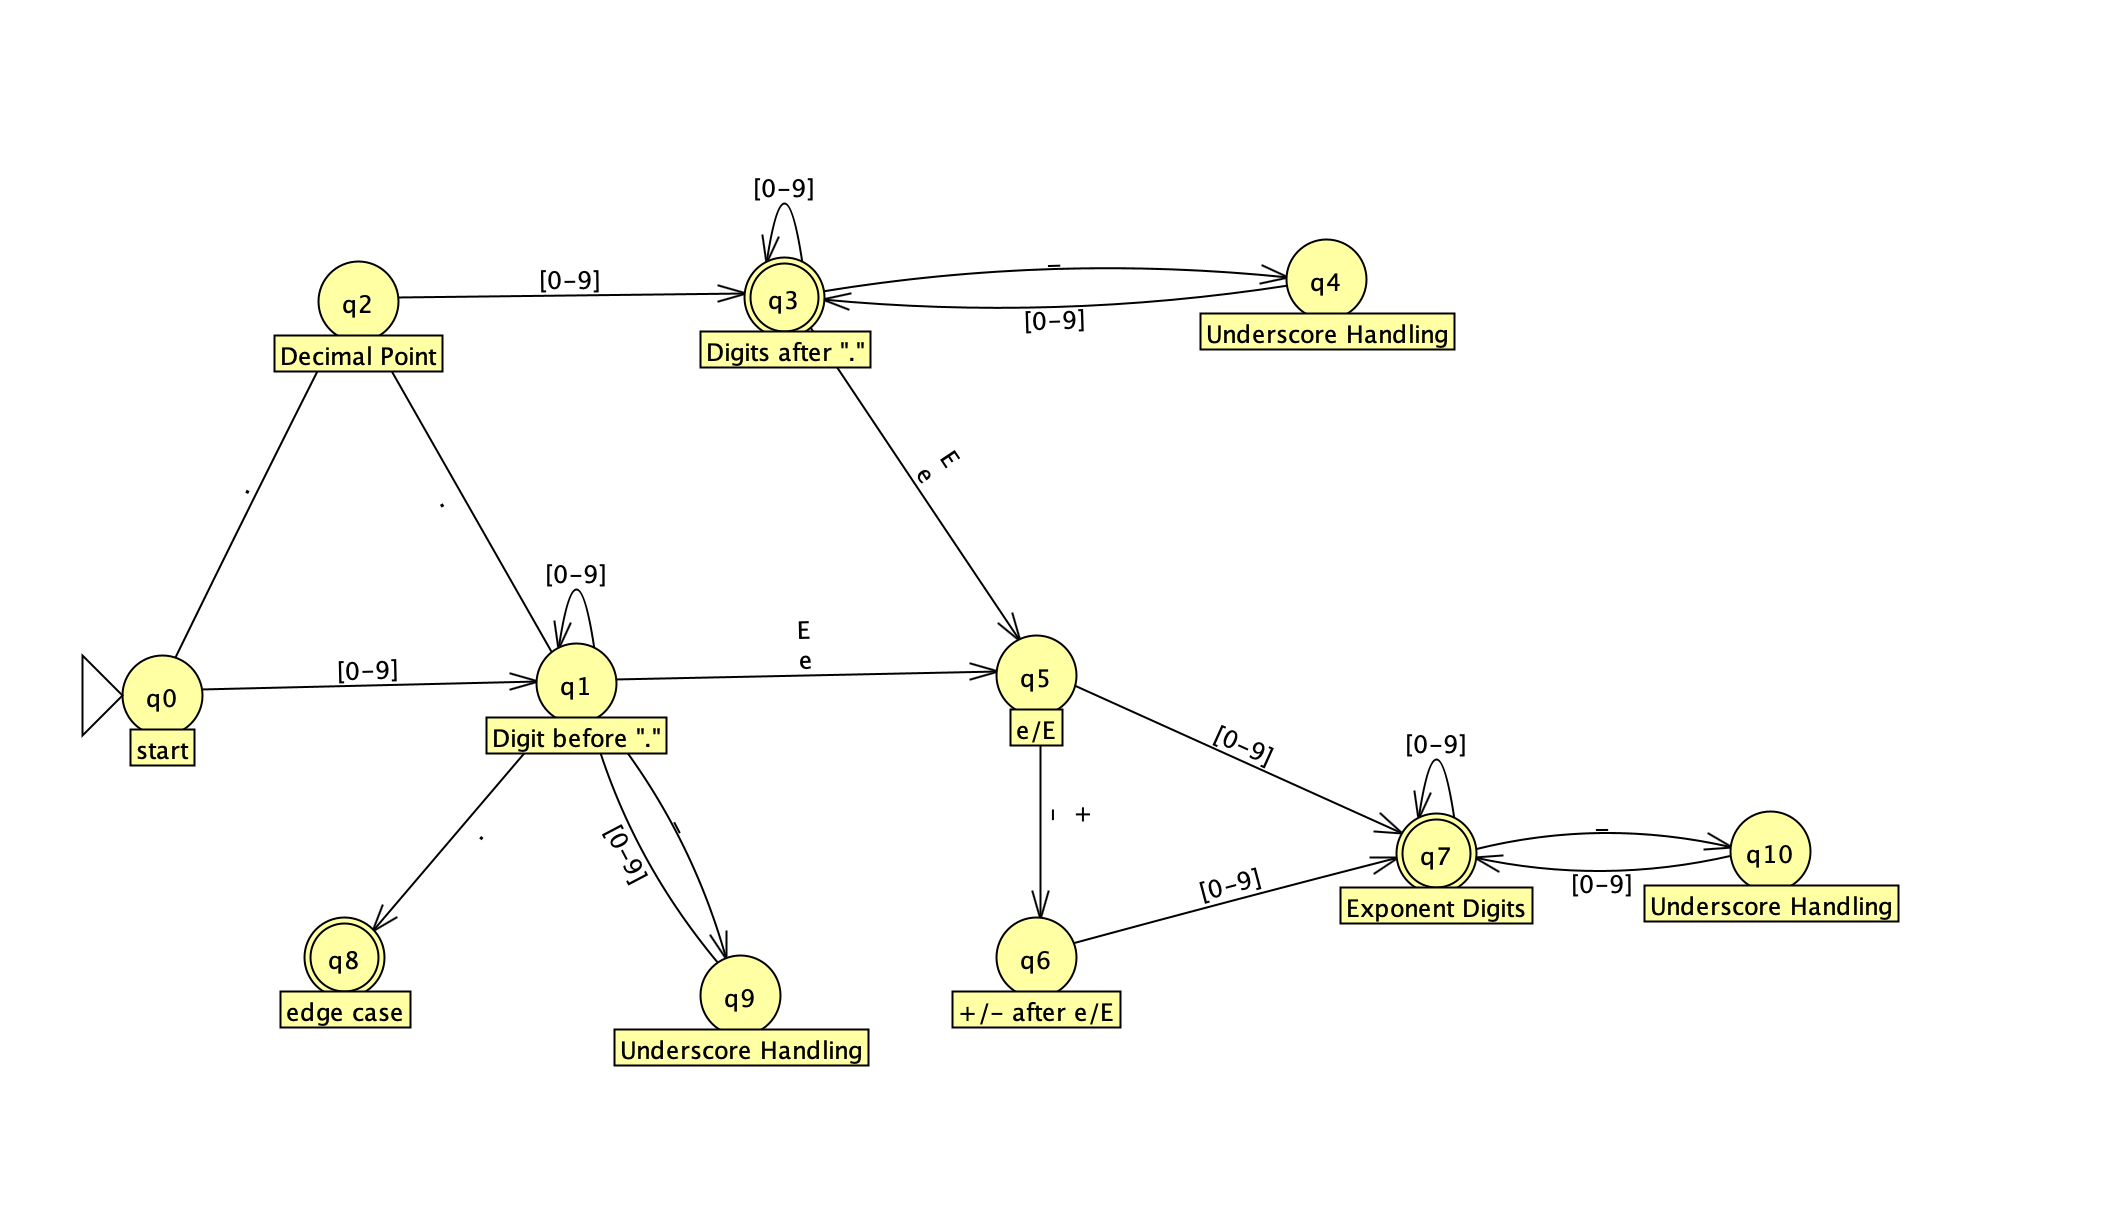 [0-9]
q2
[0-9]
q3
_
q4
Decimal Point
Digits after "."
[0-9]
Underscore Handling
.
.
E
e
[0-9]
E
e
q0
[0-9]
q1
q5
start
Digit before "."
e/E
[0-9]
[0-9]
.
[0-9]
_
- +
q7
_
q10
[0-9]
[0-9]
Exponent Digits
Underscore Handling
q8
q9
q6
edge case
Underscore Handling
+/- after e/E